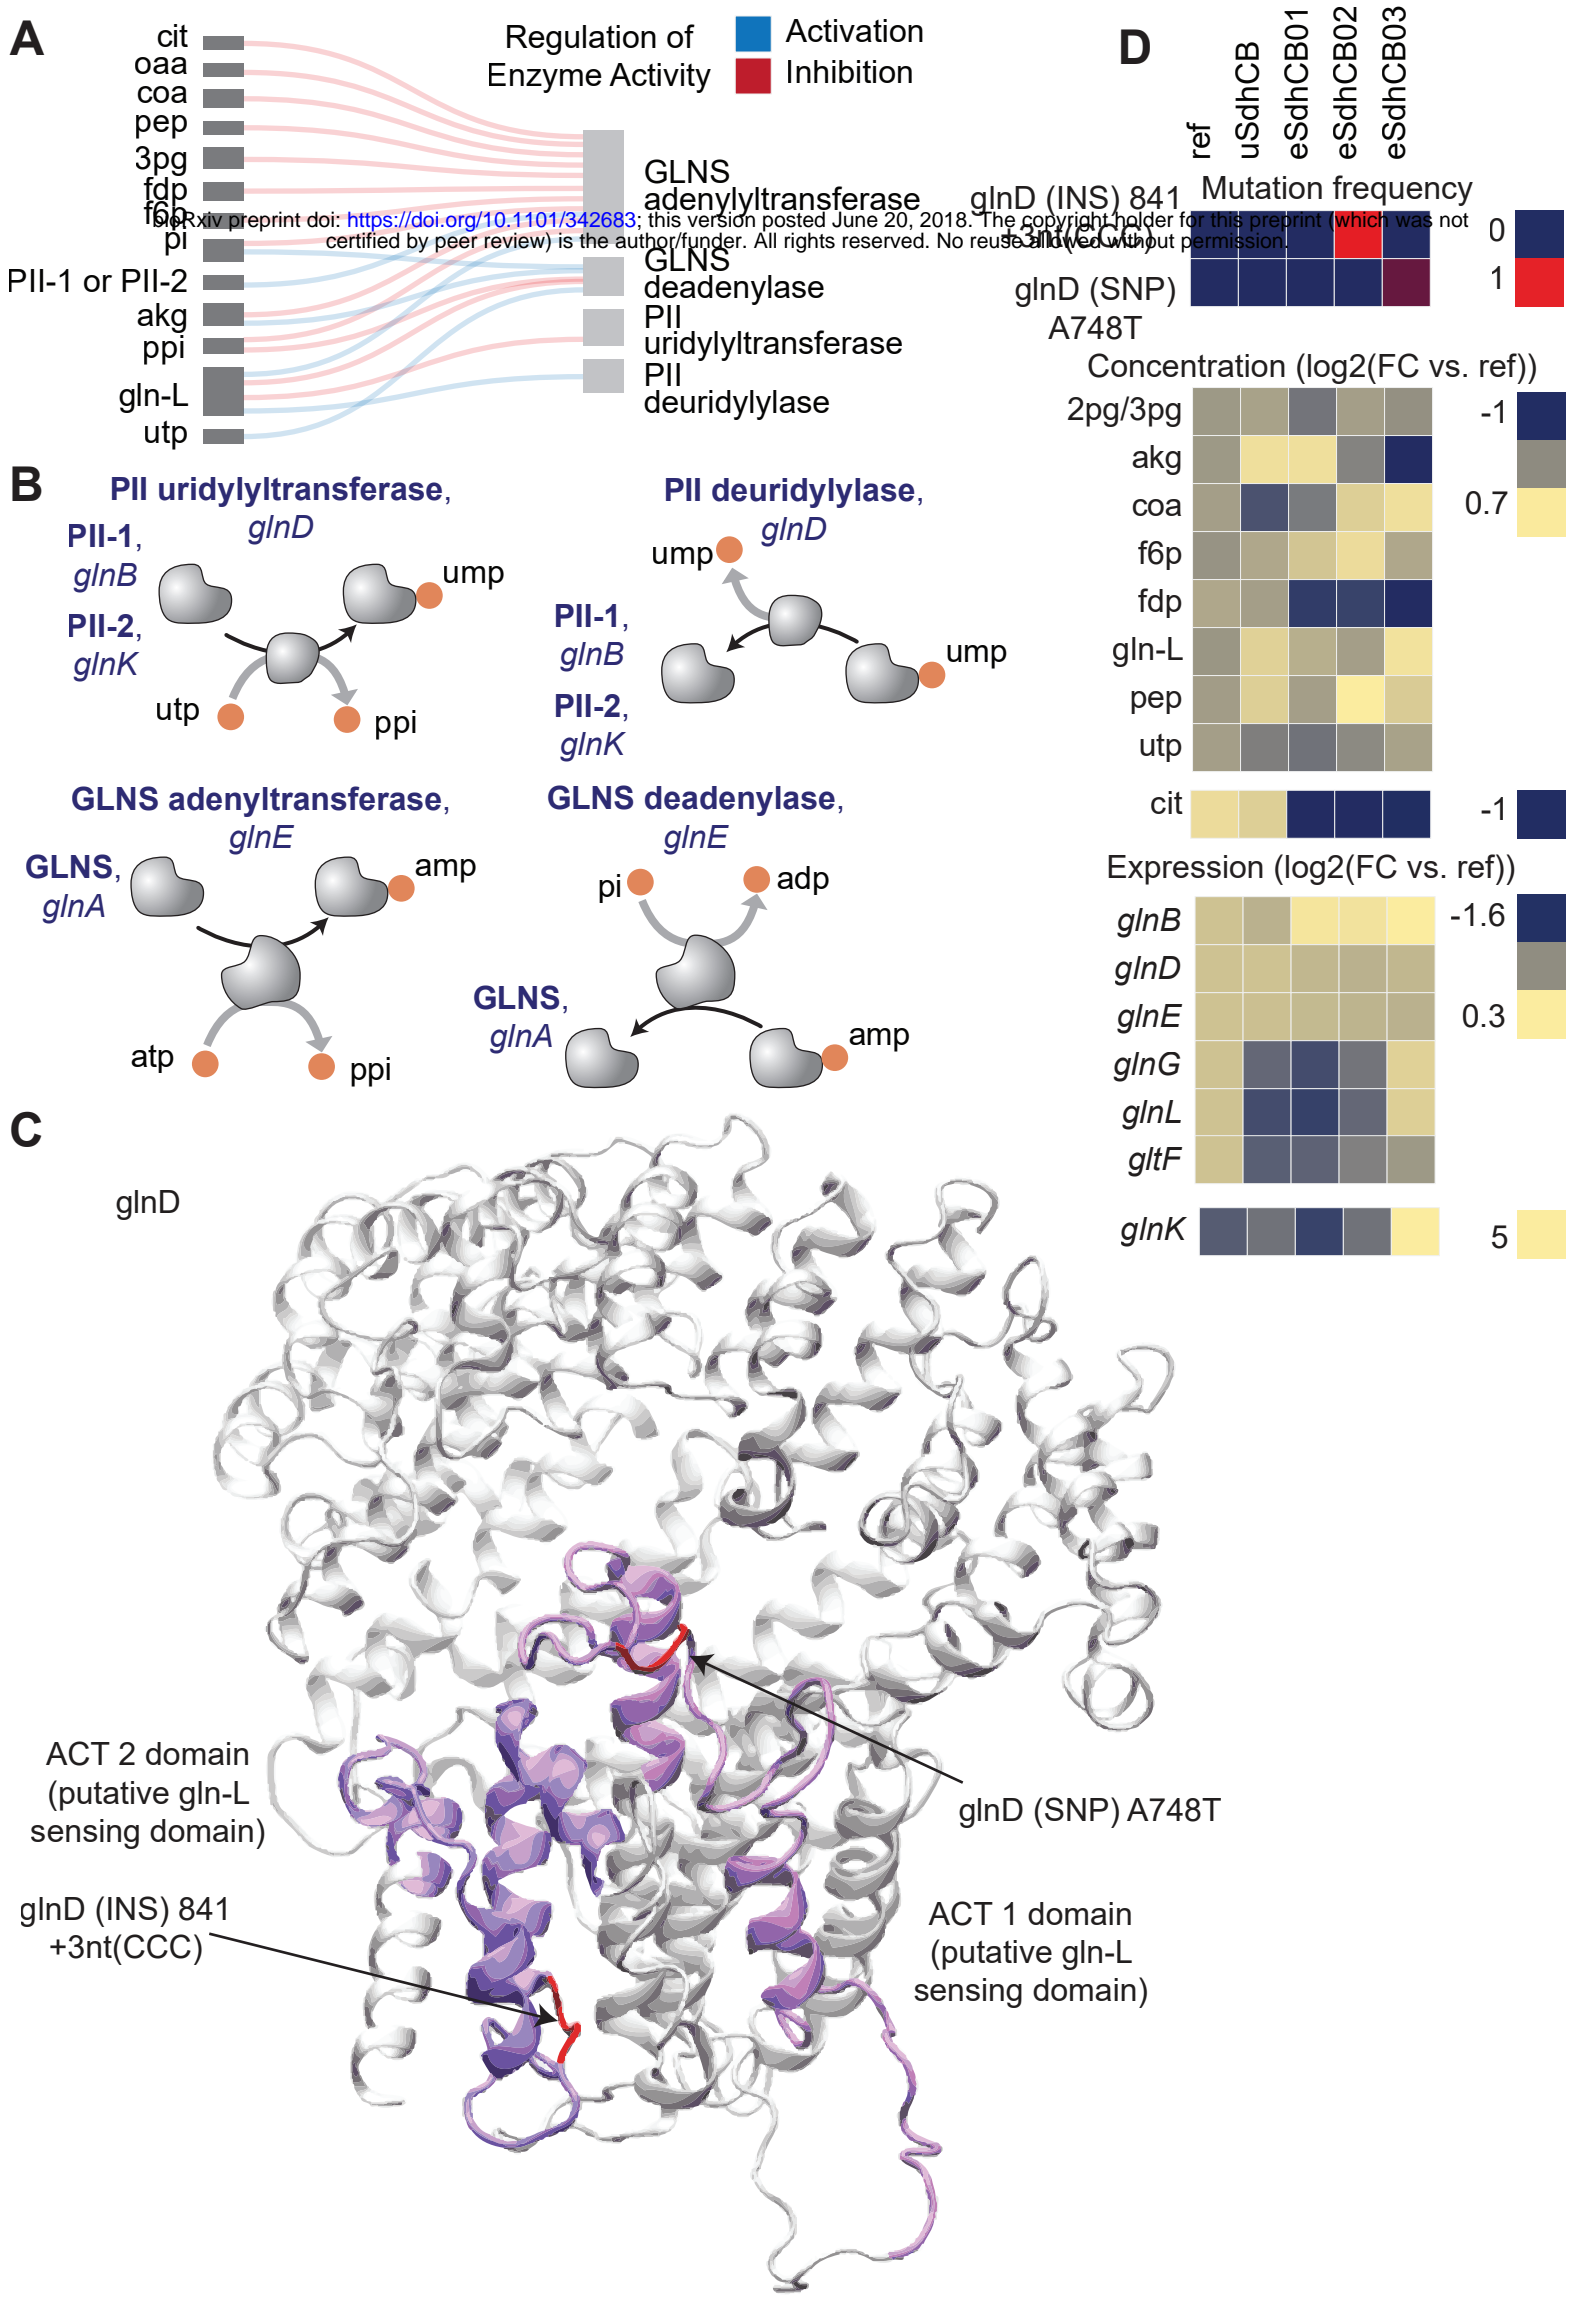 A
cit
oaa
coa
pep
3pg
fdp
f6p
pi
PII-1 or PII-2
akg
ppi
gln-L
utp
Regulation of
Enzyme Activity
Activation
Inhibition
GLNS
adenylyltransferase
GLNS
deadenylase
PII
uridylyltransferase
PII
deuridylylase
bioRxiv preprint doi: https://doi.org/10.1101/342683; this version posted June 20, 2018. The copyright holder for this preprint (which was not
certified by peer review) is the author/funder. All rights reserved. No reuse allowed without permission.
B
PII uridylyltransferase,
glnD
PII-1,
glnB
PII-2,
glnK
ump
utp
ppi
PII deuridylylase,
glnD
ump
PII-1,
glnB
PII-2,
glnK
ump
GLNS adenyltransferase,
glnE
GLNS,
glnA
amp
atp
ppi
GLNS deadenylase,
glnE
pi
adp
GLNS,
glnA
amp
C
glnD
ACT 2 domain
(putative gln-L
sensing domain)
glnD (INS) 841
+3nt(CCC)
glnD (SNP) A748T
ACT 1 domain
(putative gln-L
sensing domain)
D
ref
uSdhCB
eSdhCB01
eSdhCB02
eSdhCB03
Mutation frequency
glnD (INS) 841
+3nt(CCC)
glnD (SNP)
A748T
0
1
Concentration (log2(FC vs. ref))
2pg/3pg
akg
coa
f6p
fdp
gln-L
pep
utp
-1
0.7
cit
-1
Expression (log2(FC vs. ref))
glnB
glnD
glnE
glnG
glnL
gltF
-1.6
0.3
glnK
5